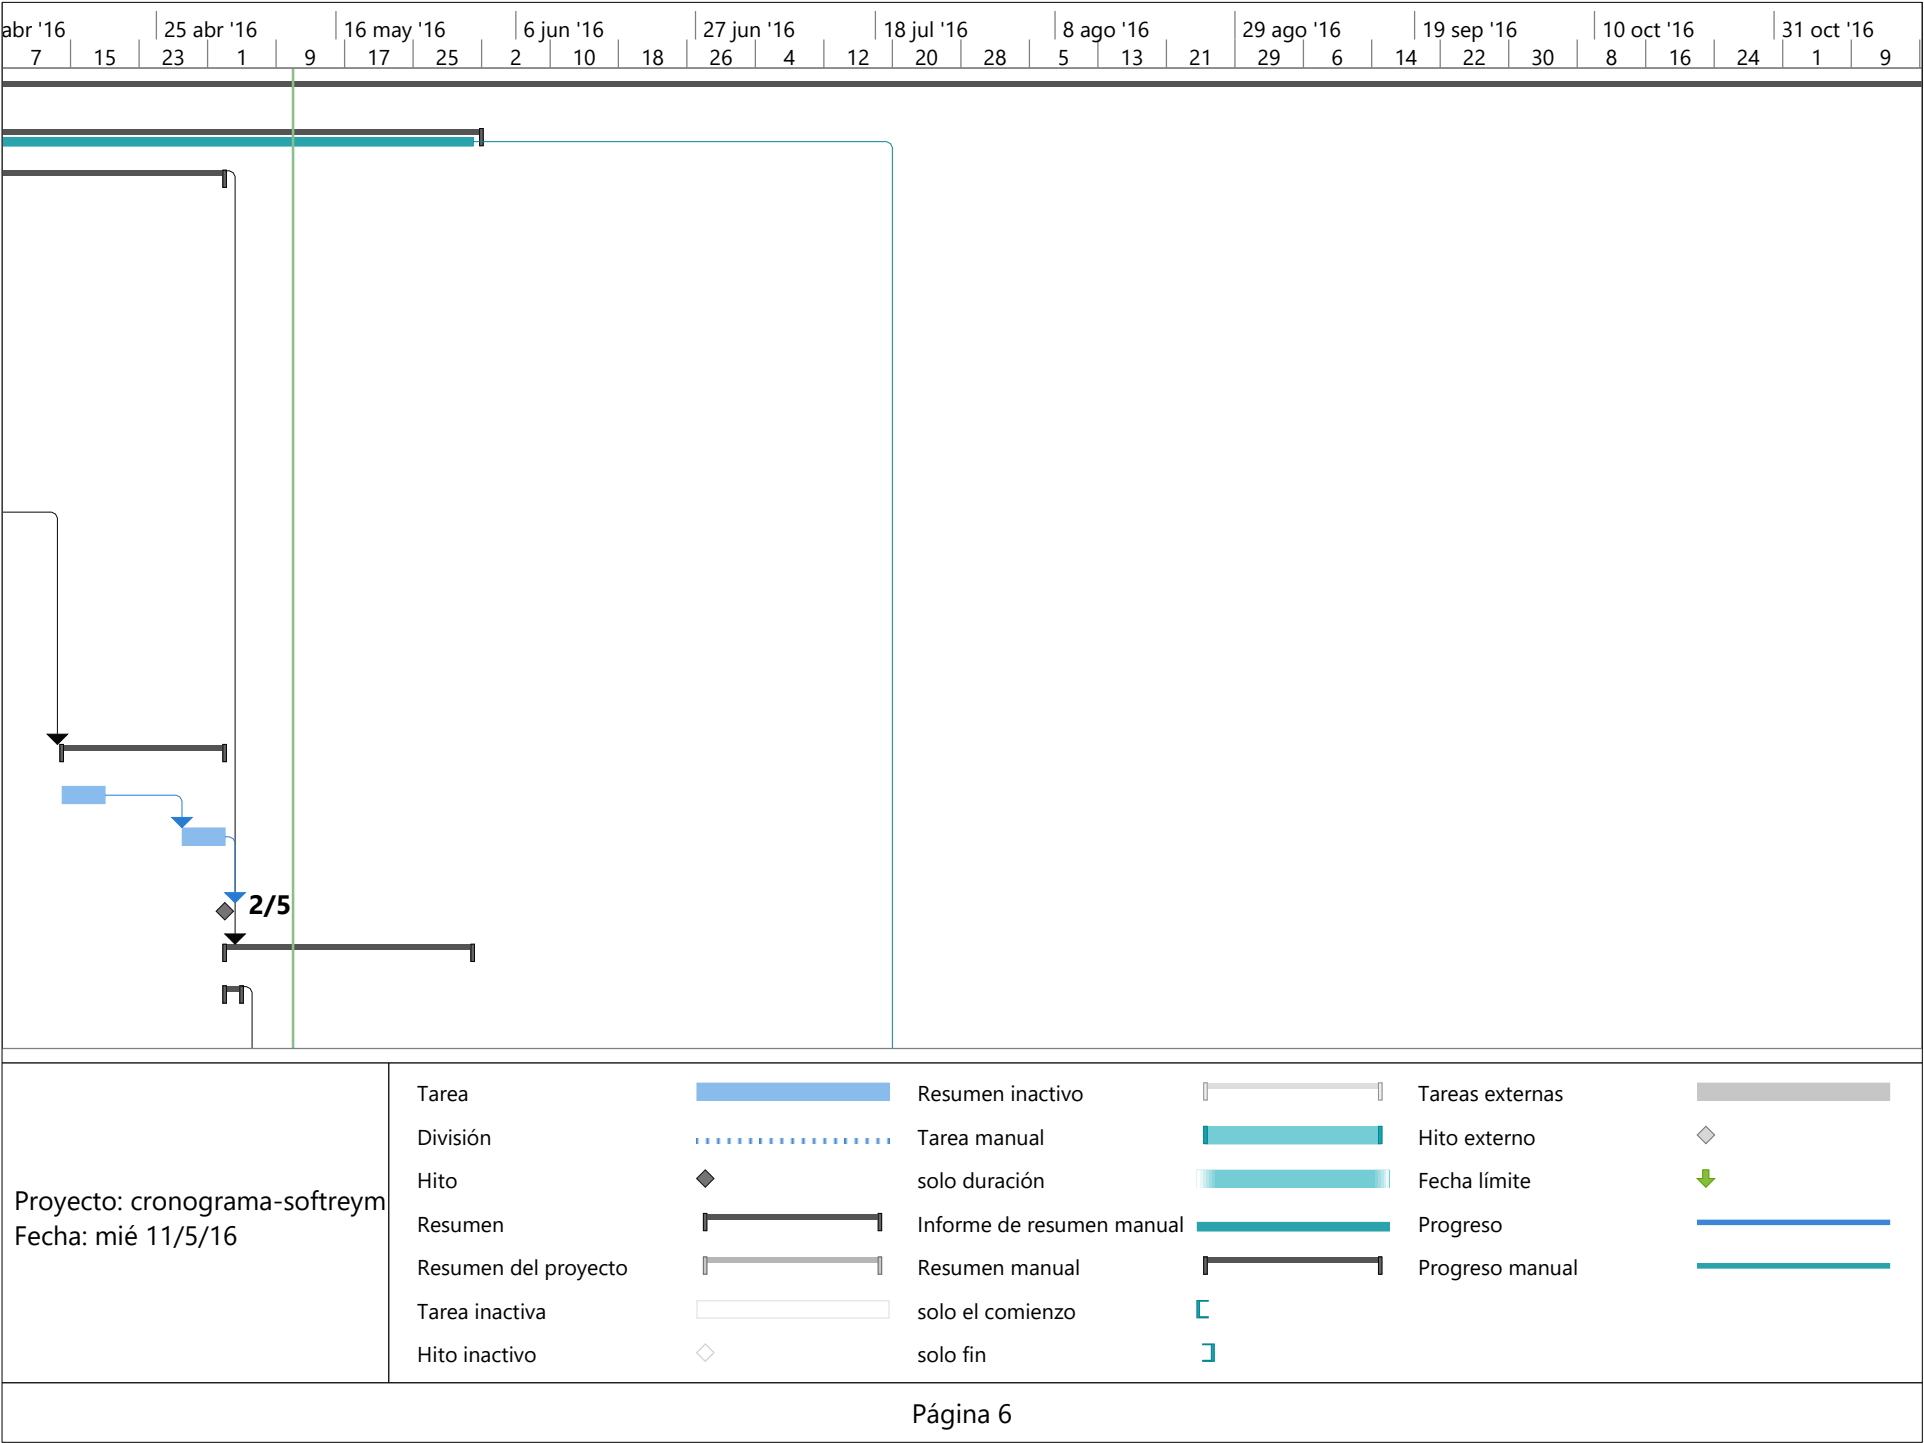 abr '16 25 abr '16 16 may '16 6 jun '16 27 jun '16 18 jul '16 8 ago '16 29 ago '16 19 sep '16 10 oct '16 31 oct '16
7 15 23 1 9 17 25 2 10 18 26 4 12 20 28 5 13 21 29 6 14 22 30 8 16 24 1 9
2/5
Proyecto: cronograma-softreym
Fecha: mié 11/5/16
Tarea
División
Hito
Resumen
Resumen del proyecto
Tarea inactiva
Hito inactivo
Resumen inactivo
Tarea manual
solo duración
Informe de resumen manual
Resumen manual
solo el comienzo
solo fin
Tareas externas
Hito externo
Fecha límite
Progreso
Progreso manual
Página 6